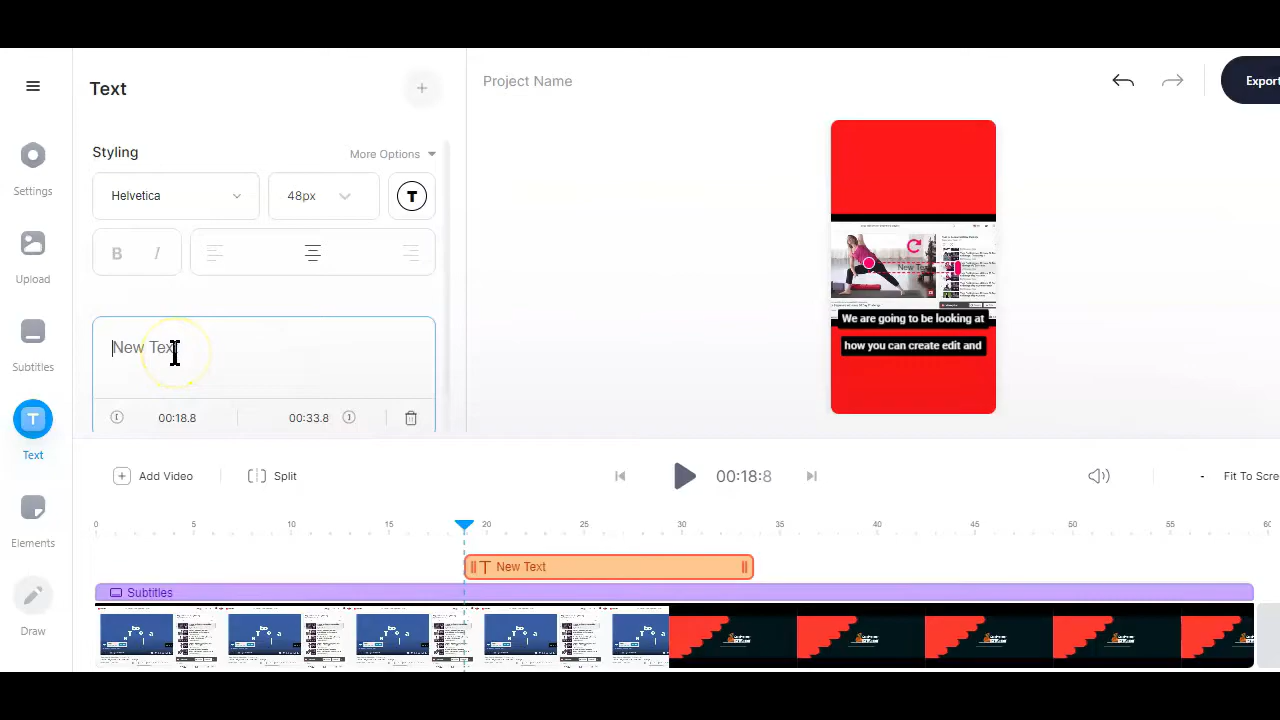 Text
Project Name
Export
Styling
More Options
Helvetica
48px
T
B I
New Text
00:18.8
00:33.8
Settings
Upload
Subtitles
T
Text
Elements
Draw
New Text
We are going to be looking at
how you can create edit and
Add Video
Split
00:18:8
-
Fit To Scre
0 5 10 15 20 25 30 35 40 45 50 55 60
T New Text
Subtitles